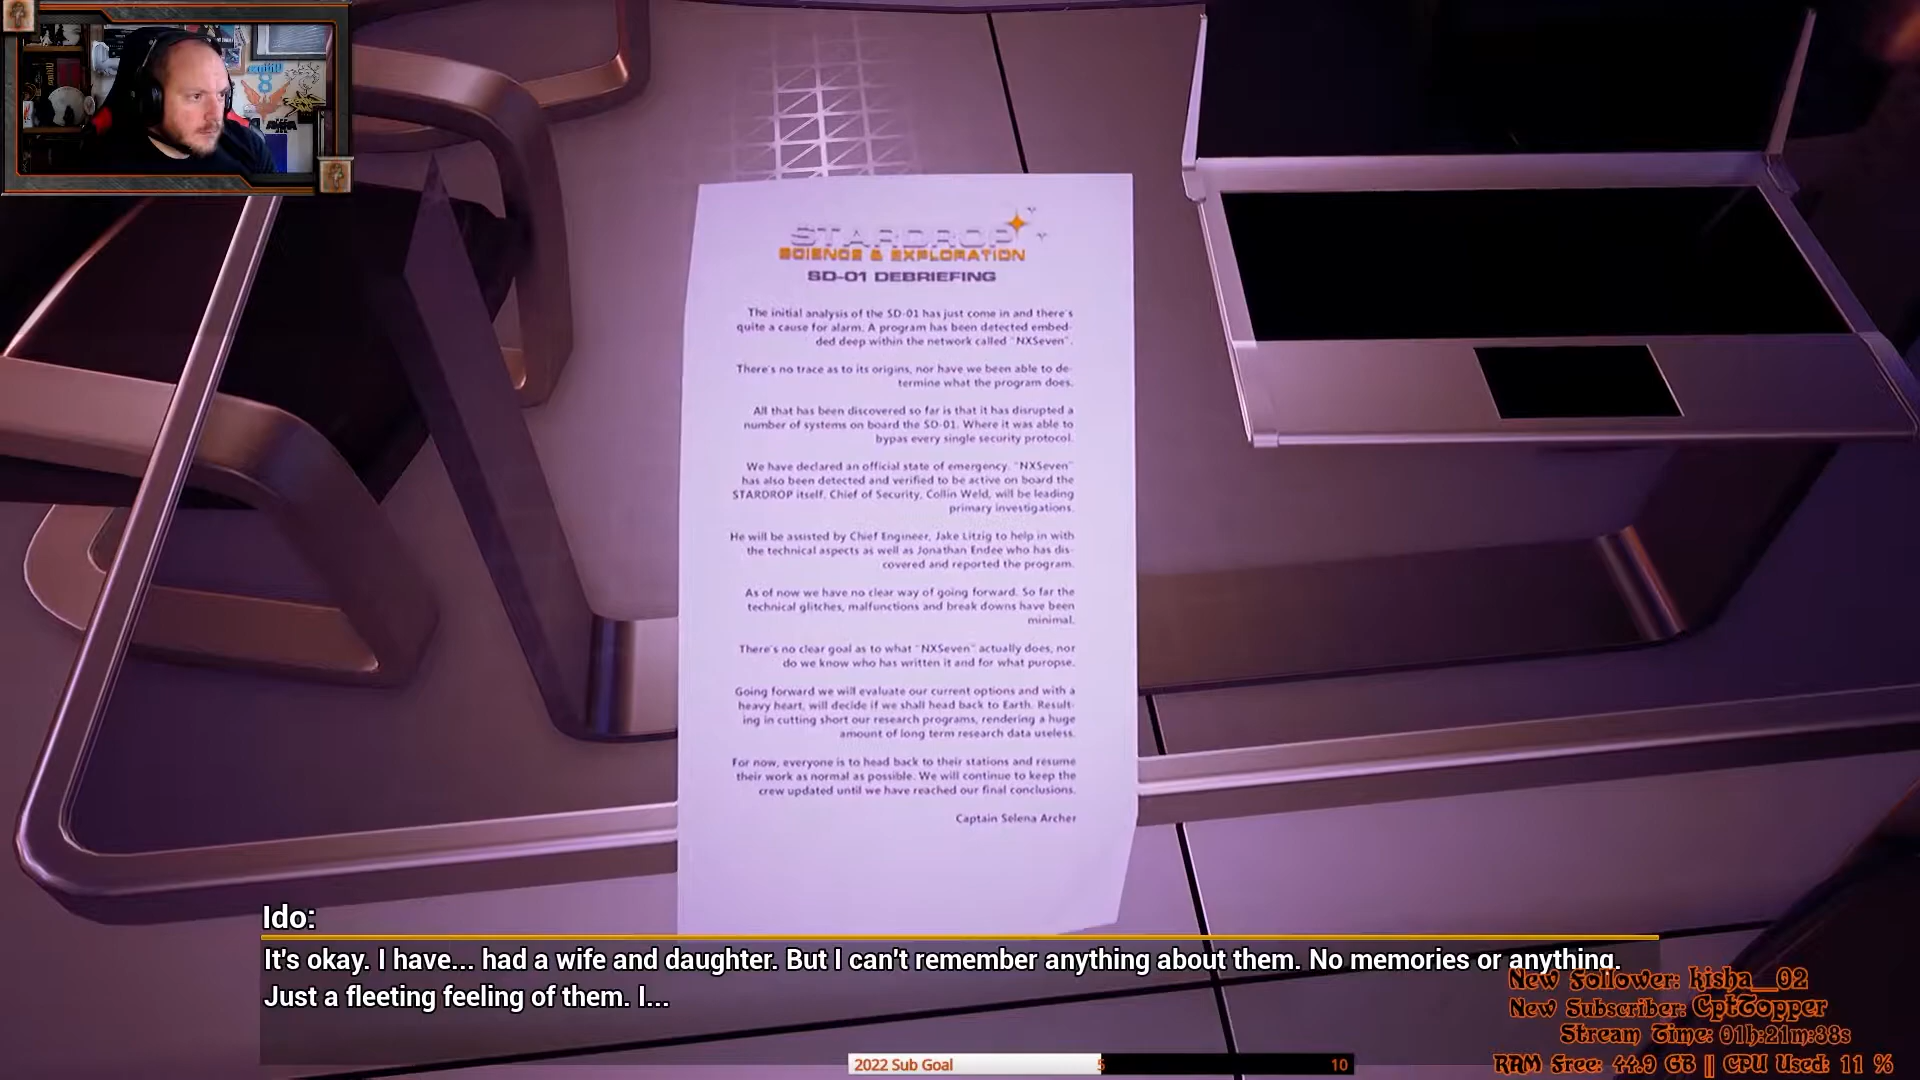 STARDROP
SCIENCE & EXPLORATION
SD-01 DEBRIEFING
The initial analysis of the SD-01 has just come in and there's
quite a cause for alarm. A program has been detected embed-
ded deep within the network called "NXSeven".
There's no trace as to its origins, nor have we been able to de-
termine what the program does.
All that has been discovered so far is that it has disrupted a
number of systems on board the SD-01. Where it was able to
bypas every single security protocol.
We have declared an official state of emergency. "NXSeven"
has also been detected and verified to be active on board the
STARDROP itself. Chief of Security, Collin Weld, will be leading
primary investigations.
He will be assisted by Chief Engineer, Jake Litzig to help in with
the technical aspects as well as Jonathan Endee who has dis-
covered and reported the program.
As of now we have no clear way of going forward. So far the
technical glitches, malfunctions and break downs have been
minimal.
There's no clear goal as to what "NXSeven" actually does, nor
do we know who has written it and for what puropse.
Going forward we will evaluate our current options and with a
heavy heart, will decide if we shall head back to Earth. Result-
ing in cutting short our research programs, rendering a huge
amount of long term research data useless.
For now, everyone is to head back to their stations and resume
their work as normal as possible. We will continue to keep the
crew updated until we have reached our final conclusions.
Captain Selena Archer
Ido:
It's okay. I have... had a wife and daughter. But I can't remember anything about them. No memories or anything.
Just a fleeting feeling of them. I...
New Follower: kisha__02
New Subscriber: CptTopper
Stream Time: 01h:21m:38s
RAM Free: 44.9 GB || CPU Used: 11 %
2022 Sub Goal
5
10